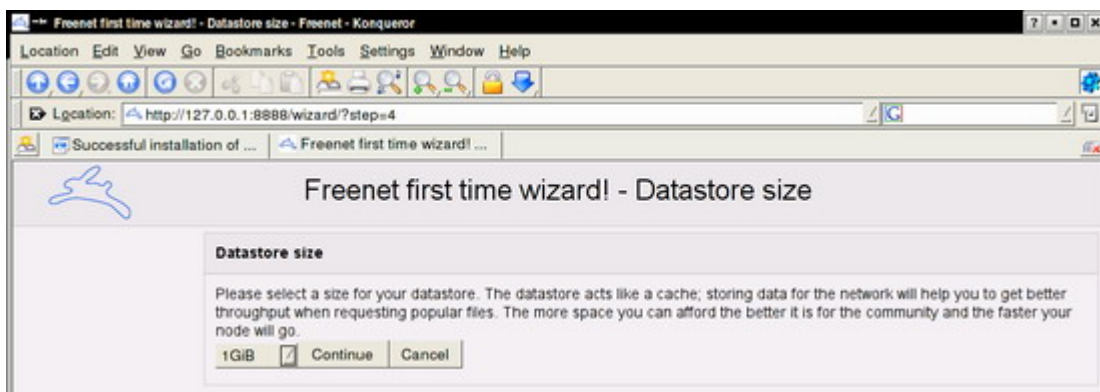 Freenet first time wizard! - Datastore size - Freenet - Konqueror
Location Edit View Go Bookmarks Tools Settings Window Help
Location: http://127.0.0.1:8888/wizard/?step=4
Successful installation of ... Freenet first time wizard! ...
Freenet first time wizard! - Datastore size
Datastore size
Please select a size for your datastore. The datastore acts like a cache; storing data for the network will help you to get better
throughput when requesting popular files. The more space you can afford the better it is for the community and the faster your
node will go.
1GiB Continue Cancel